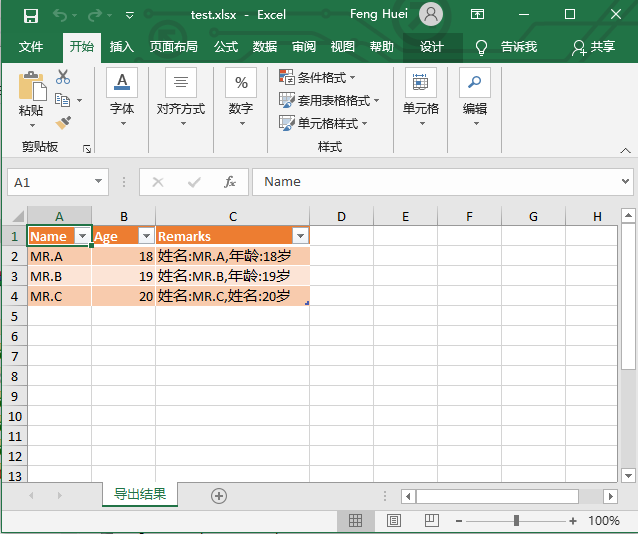 test.xlsx - Excel
Feng Huei
文件 开始 插入 页面布局 公式 数据 审阅 视图 帮助 设计 告诉我 共享
粘贴
剪贴板
字体
对齐方式
%
数字
条件格式
套用表格格式
单元格样式
样式
单元格
编辑
A1 fx Name
A B C D E F G H
1 Name Age Remarks
2 MR.A 18 姓名:MR.A,年龄:18岁
3 MR.B 19 姓名:MR.B,年龄:19岁
4 MR.C 20 姓名:MR.C,姓名:20岁
5
6
7
8
9
10
11
12
13
导出结果
100%